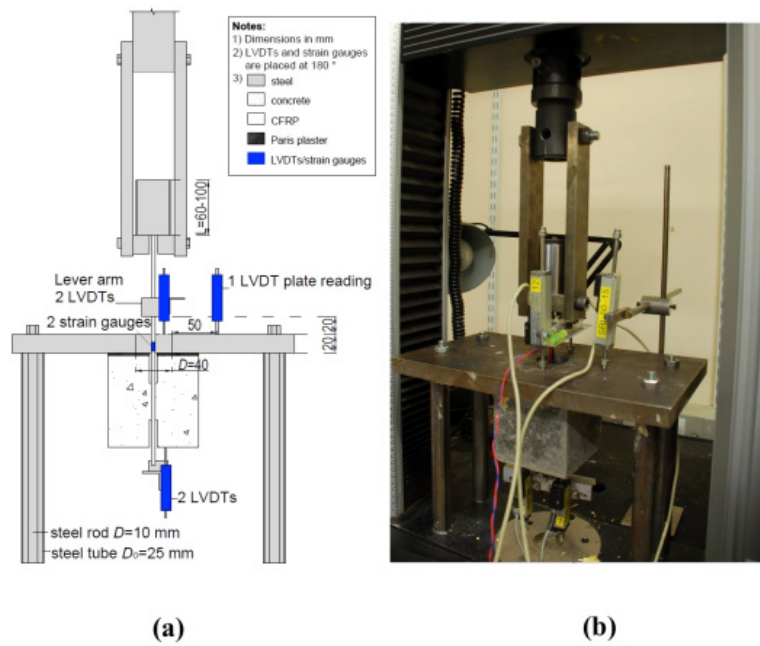 Notes:
1) Dimensions in mm
2) LVDTs and strain gauges
are placed at 180 °
3)
steel
concrete
CFRP
Paris plaster
LVDTs/strain gauges
=60-100
Lever arm
2 LVDTs
1 LVDT plate reading
2 strain gauges
50
20|20
D=40
2 LVDTs
steel rod D=10 mm
steel tube D₀=25 mm
12
(a)
(b)